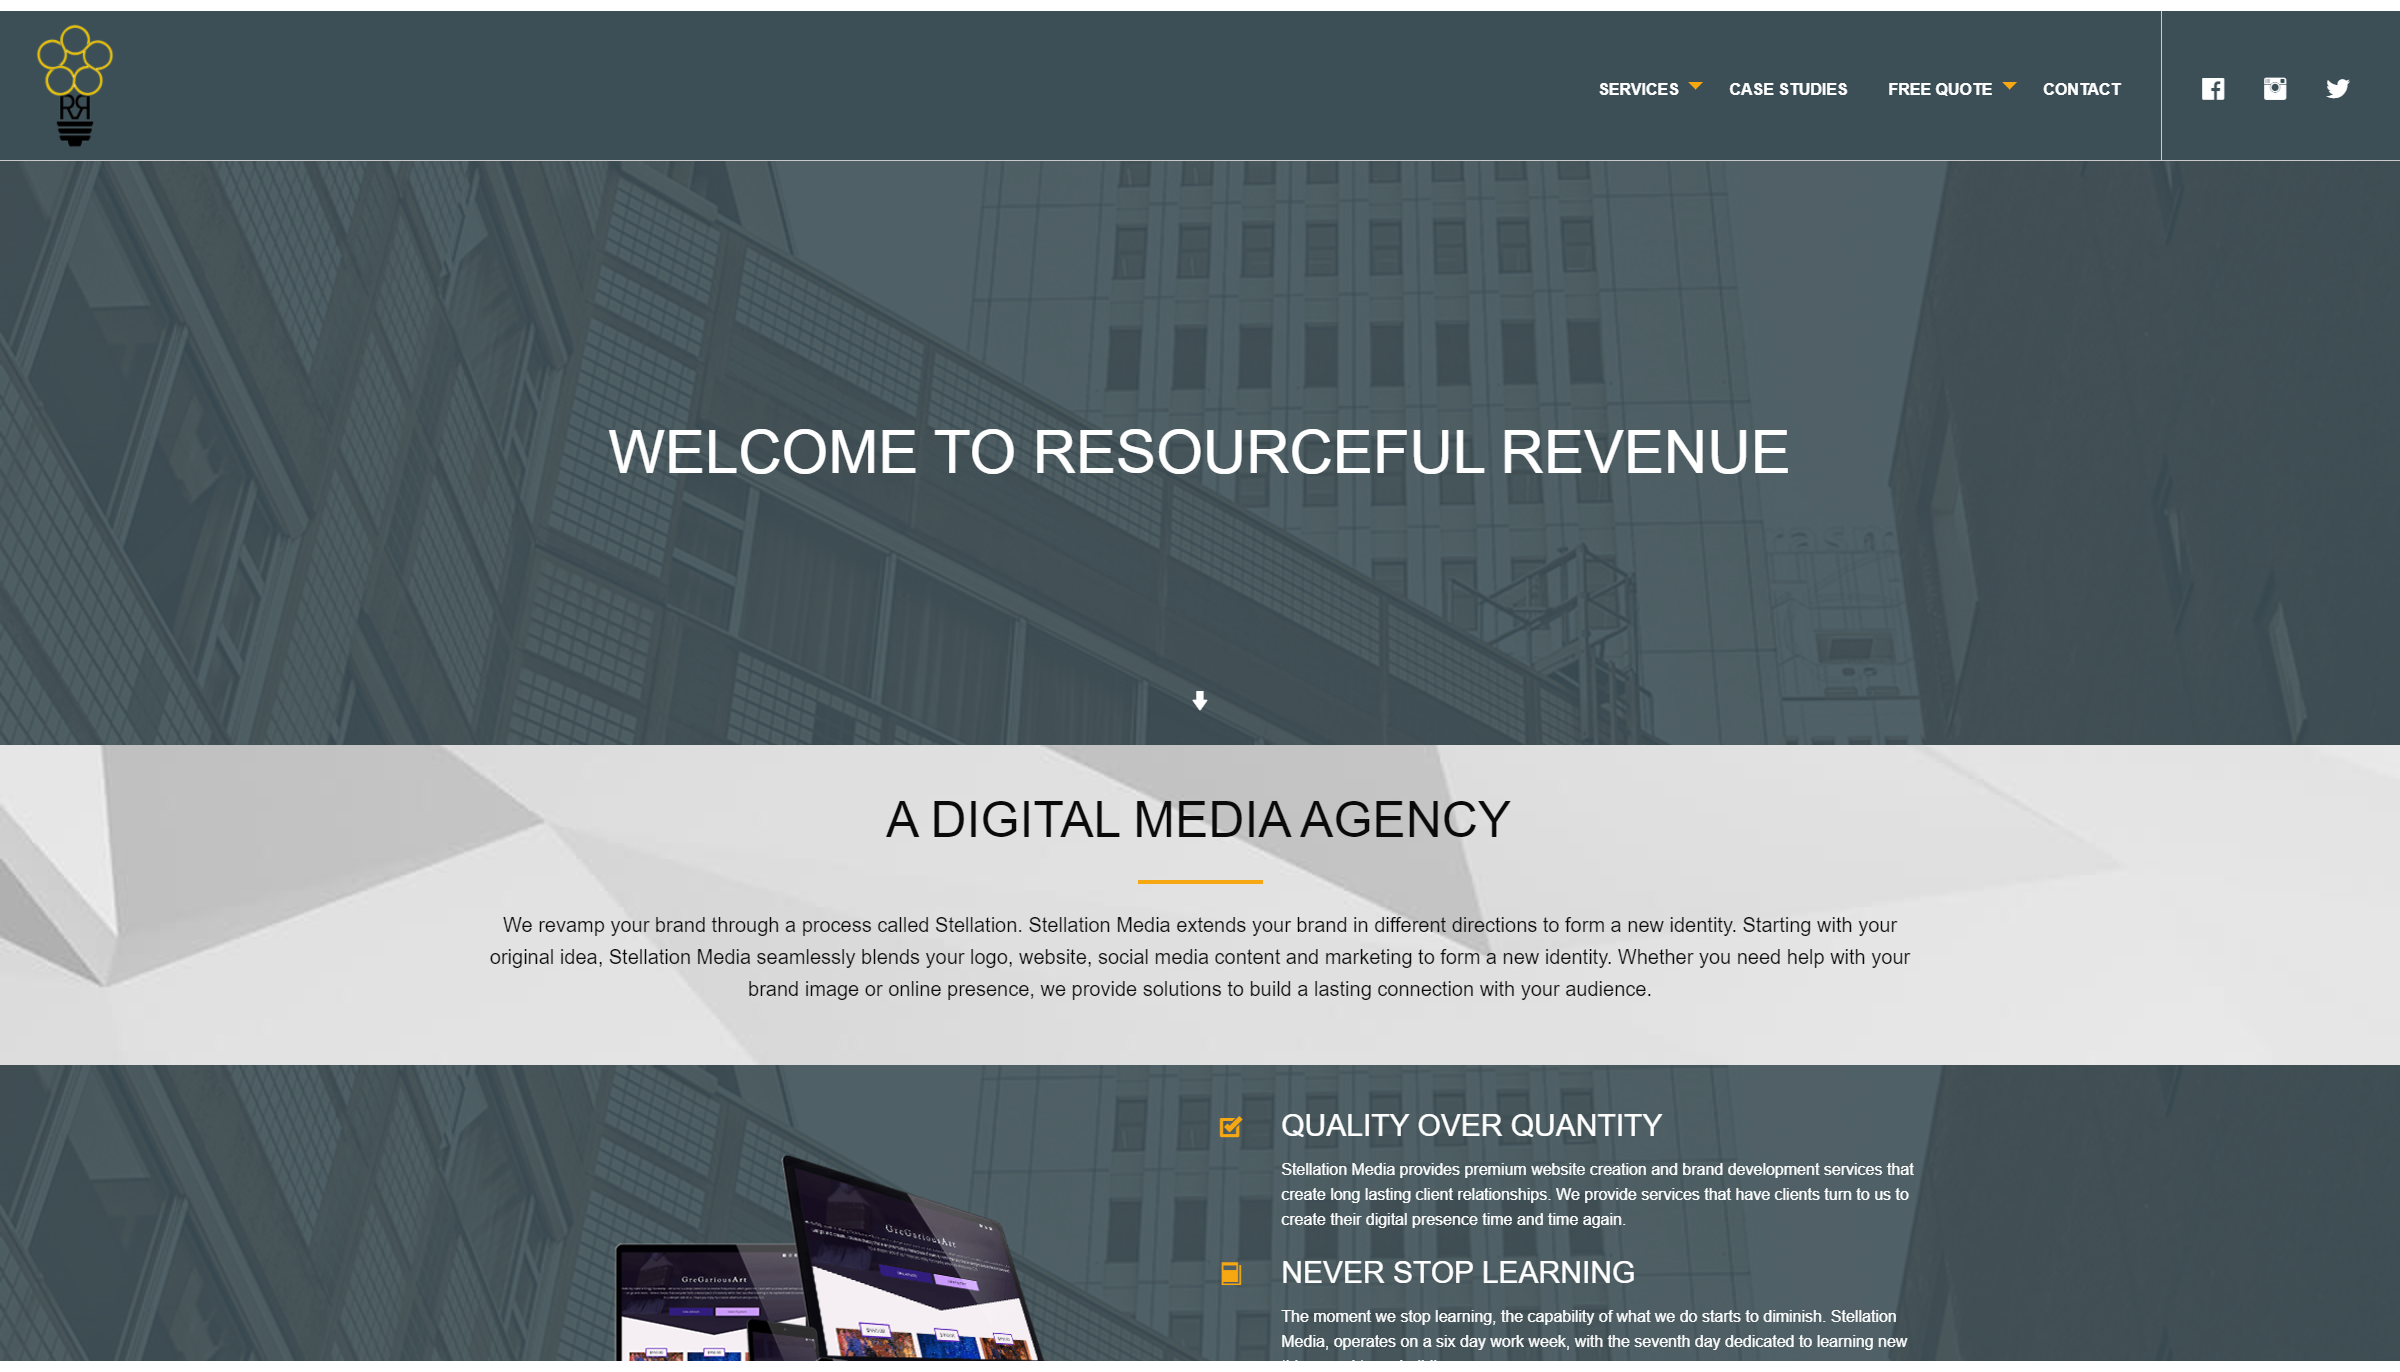 SERVICES
CASE STUDIES
FREE QUOTE
CONTACT
WELCOME TO RESOURCEFUL REVENUE
A DIGITAL MEDIA AGENCY
We revamp your brand through a process called Stellation. Stellation Media extends your brand in different directions to form a new identity. Starting with your
original idea, Stellation Media seamlessly blends your logo, website, social media content and marketing to form a new identity. Whether you need help with your
brand image or online presence, we provide solutions to build a lasting connection with your audience.
QUALITY OVER QUANTITY
Stellation Media provides premium website creation and brand development services that
create long lasting client relationships. We provide services that have clients turn to us to
create their digital presence time and time again.
GreGariousArt
GreGariousArt
NEVER STOP LEARNING
The moment we stop learning, the capability of what we do starts to diminish. Stellation
Media, operates on a six day work week, with the seventh day dedicated to learning new